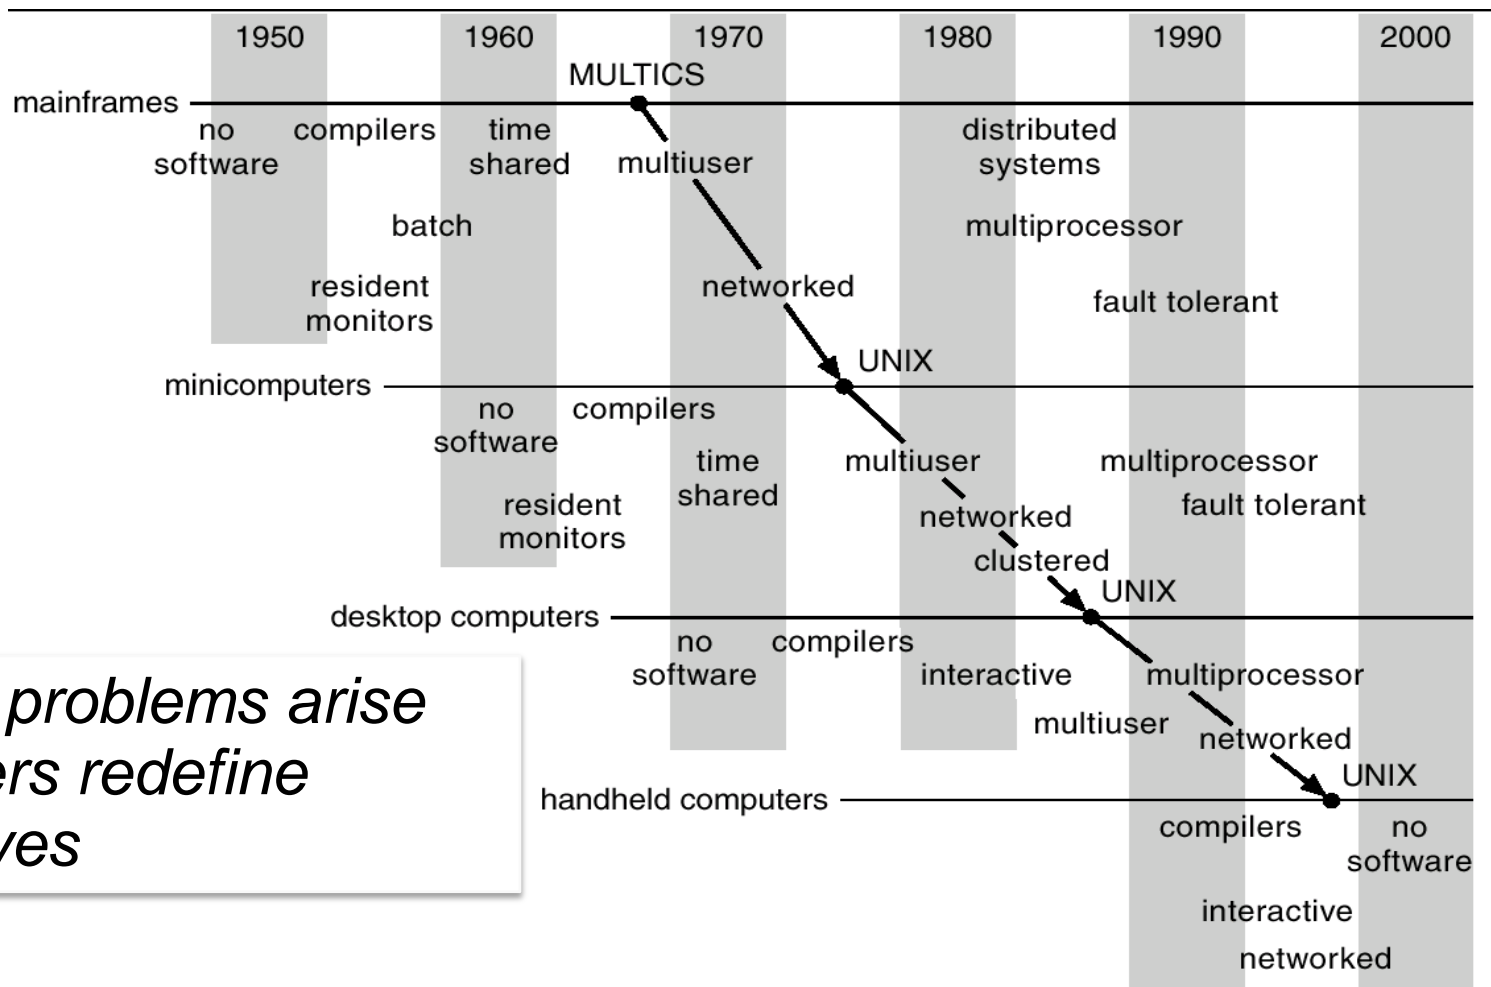 1950 1960 1970 1980 1990 2000
MULTICS
mainframes
no compilers time distributed
software shared multiuser systems
batch multiprocessor
resident networked fault tolerant
monitors
UNIX
minicomputers
no compilers
software
time multiuser multiprocessor
shared
resident networked fault tolerant
monitors
clustered
UNIX
desktop computers
no compilers
software interactive multiprocessor
multiuser
networked
problems arise
redefine
UNIX
handheld computers
compilers no
software
interactive
networked